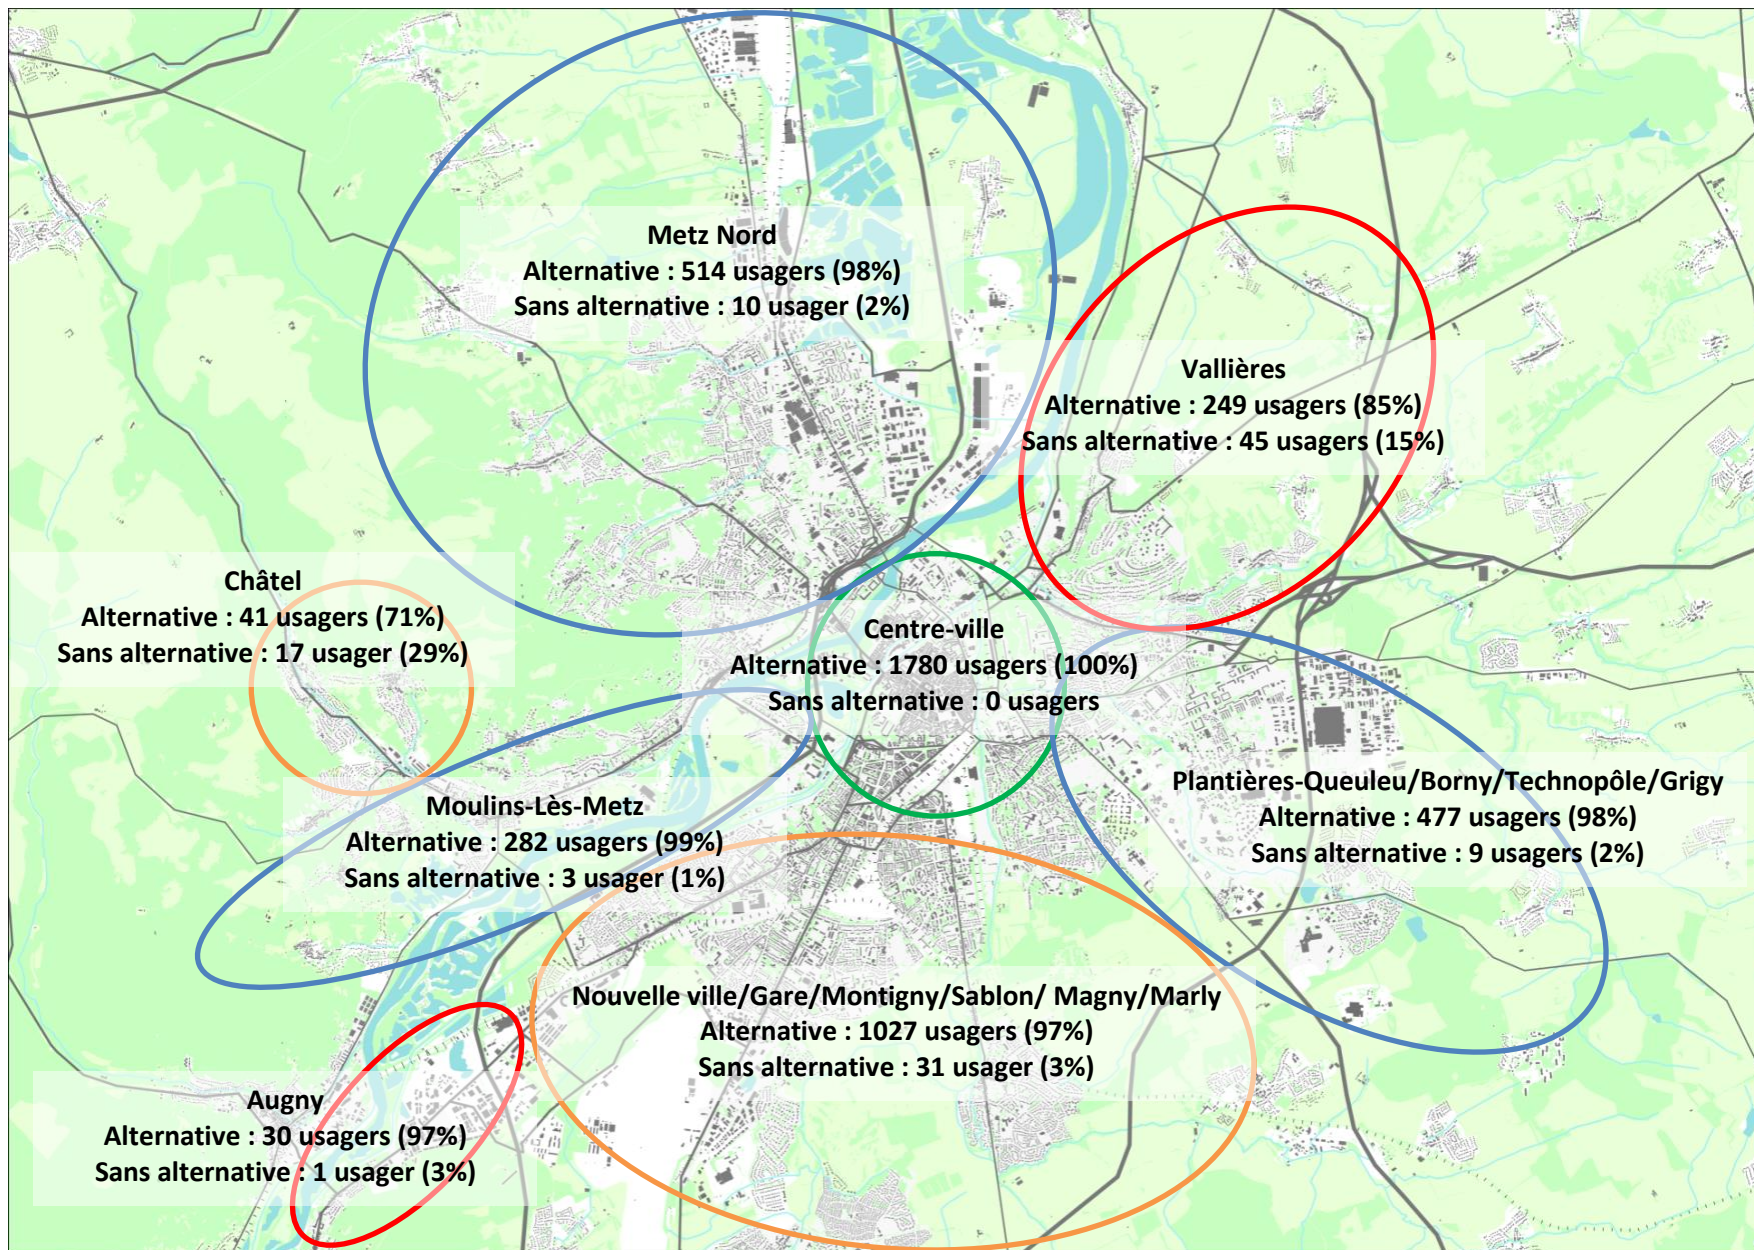 Metz Nord
Alternative : 514 usagers (98%)
Sans alternative : 10 usager (2%)
Vallières
Alternative : 249 usagers (85%)
Sans alternative : 45 usagers (15%)
Châtel
Alternative : 41 usagers (71%)
Sans alternative : 17 usager (29%)
Centre-ville
Alternative : 1780 usagers (100%)
Sans alternative : 0 usagers
Moulins-Lès-Metz
Alternative : 282 usagers (99%)
Sans alternative : 3 usager (1%)
Plantières-Queuleu/Borny/Technopôle/Grigy
Alternative : 477 usagers (98%)
Sans alternative : 9 usagers (2%)
Nouvelle ville/Gare/Montigny/Sablon/ Magny/Marly
Alternative : 1027 usagers (97%)
Sans alternative : 31 usager (3%)
Augny
Alternative : 30 usagers (97%)
Sans alternative : 1 usager (3%)